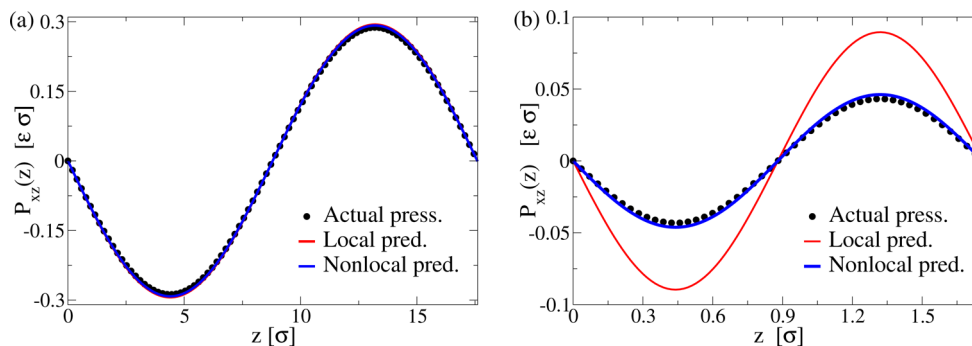 (a)
0.3
0.15
0
-0.15
-0.3
P_xz(z) [ε σ]
Actual press.
Local pred.
Nonlocal pred.
0 5 10 15
z [σ]
(b)
0.1
0.05
0
-0.05
-0.1
P_xz(z) [ε σ]
Actual press.
Local pred.
Nonlocal pred.
0 0.3 0.6 0.9 1.2 1.5
z [σ]